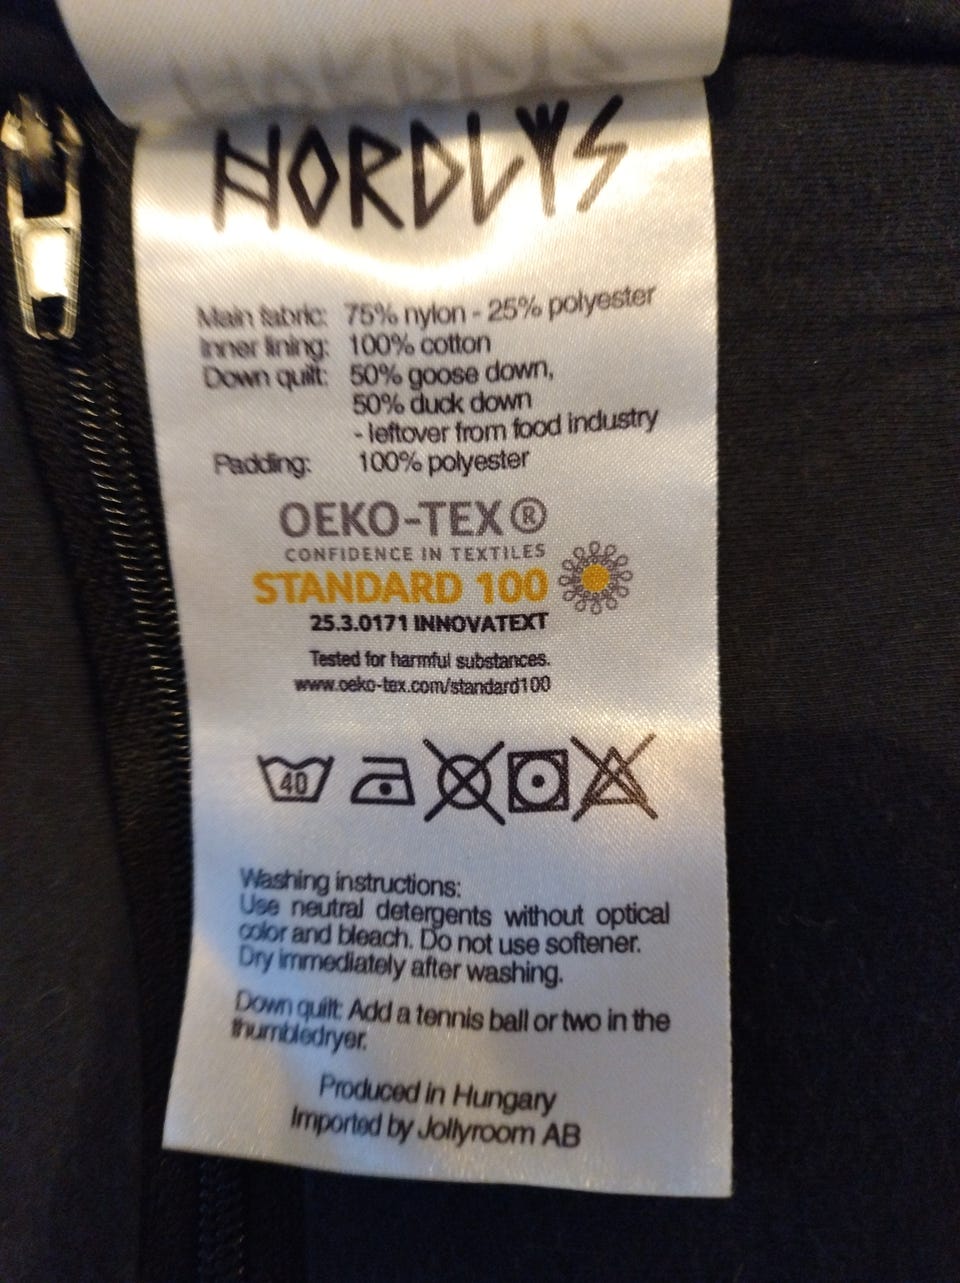 NORDLYS
Main fabric: 75% nylon - 25% polyester
Inner lining: 100% cotton
Down quilt: 50% goose down,
50% duck down
- leftover from food industry
Padding: 100% polyester
OEKO-TEX®
CONFIDENCE IN TEXTILES
STANDARD 100
25.3.0171 INNOVATEXT
Tested for harmful substances.
www.oeko-tex.com/standard100
40
Washing instructions:
Use neutral detergents without optical
color and bleach. Do not use softener.
Dry immediately after washing.
Down quilt: Add a tennis ball or two in the
thumbledryer.
Produced in Hungary
Imported by Jollyroom AB